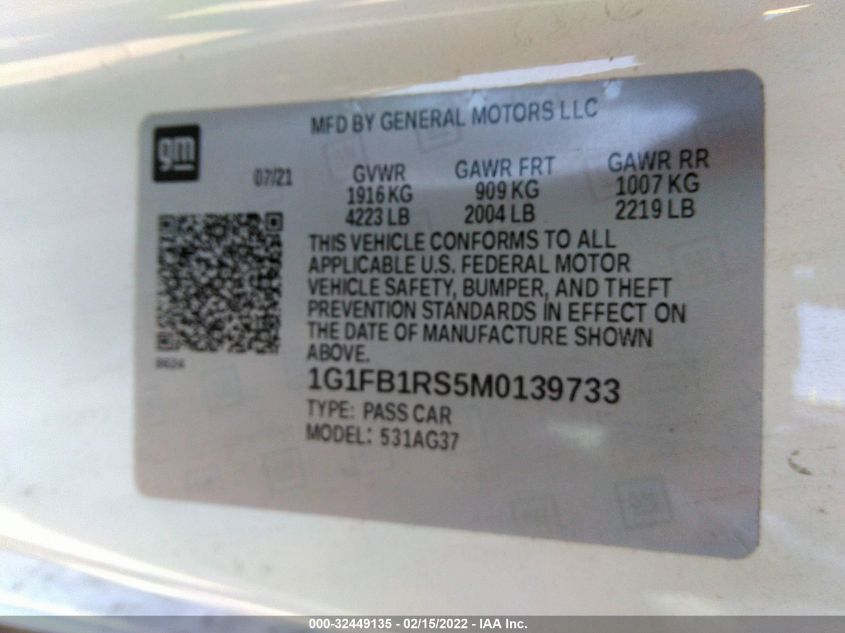 gm
MFD BY GENERAL MOTORS LLC
07/21
GVWR GAWR FRT GAWR RR
1916 KG 909 KG 1007 KG
4223 LB 2004 LB 2219 LB
THIS VEHICLE CONFORMS TO ALL
APPLICABLE U.S. FEDERAL MOTOR
VEHICLE SAFETY, BUMPER, AND THEFT
PREVENTION STANDARDS IN EFFECT ON
THE DATE OF MANUFACTURE SHOWN
ABOVE.
1G1FB1RS5M0139733
TYPE: PASS CAR
MODEL: 531AG37
000-32449135 - 02/15/2022 - IAA Inc.